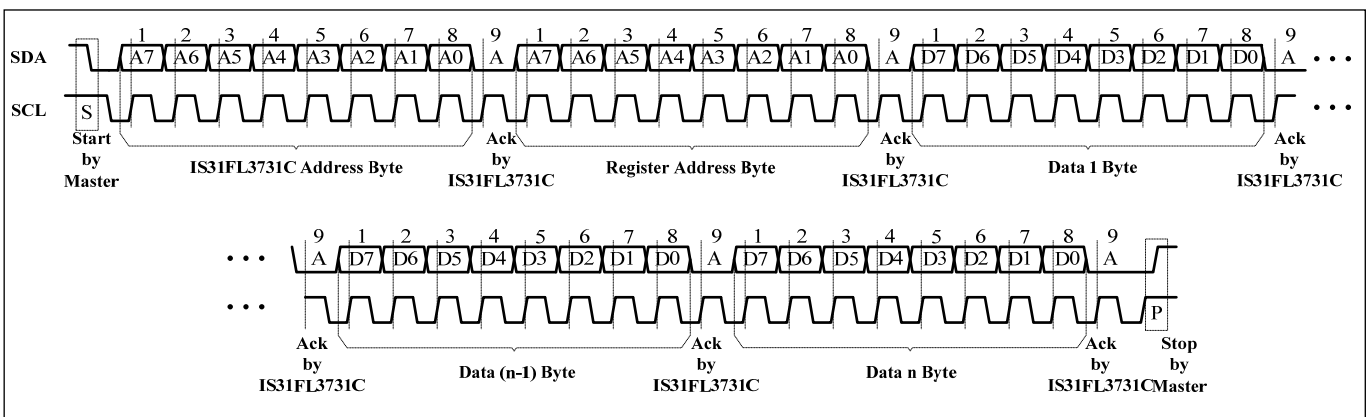 1 2 3 4 5 6 7 8 9 1 2 3 4 5 6 7 8 9 1 2 3 4 5 6 7 8 9
SDA A7 A6 A5 A4 A3 A2 A1 A0 A A7 A6 A5 A4 A3 A2 A1 A0 A D7 D6 D5 D4 D3 D2 D1 D0 A • • •
SCL S • • •
Start by Master
IS31FL3731C Address Byte
Ack by IS31FL3731C
Register Address Byte
Ack by IS31FL3731C
Data 1 Byte
Ack by IS31FL3731C
9 1 2 3 4 5 6 7 8 9 1 2 3 4 5 6 7 8 9
• • • A D7 D6 D5 D4 D3 D2 D1 D0 A D7 D6 D5 D4 D3 D2 D1 D0 A
• • • P
Ack by IS31FL3731C
Data (n-1) Byte
Ack by IS31FL3731C
Data n Byte
Ack by IS31FL3731C
Stop by Master